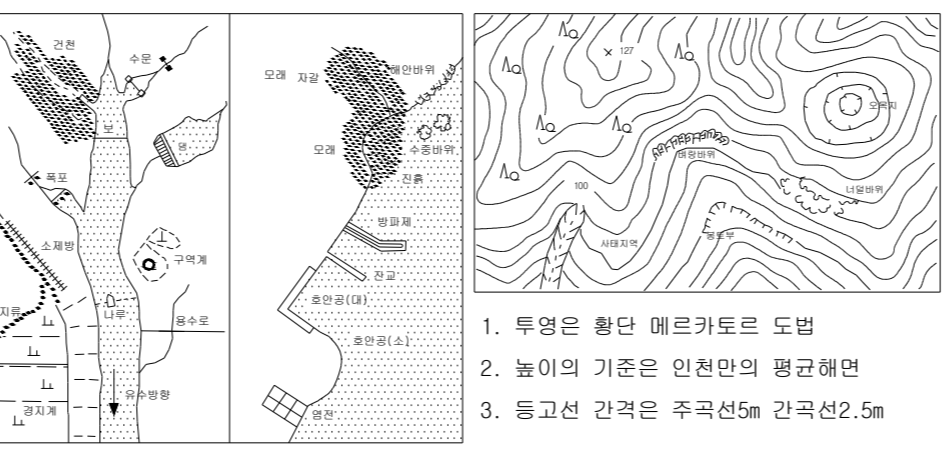 건천
수문
보
댐
폭포
소제방
구역계
지류
나루
용수로
유수방향
경지계
모래
자갈
해안바위
모래
수중바위
진흙
방파제
잔교
호안공(대)
호안공(소)
염전
127
오목지
벼랑바위
100
너덜바위
사태지역
1. 투영은 황단 메르카토르 도법
2. 높이의 기준은 인천만의 평균해면
3. 등고선 간격은 주곡선5m 간곡선2.5m